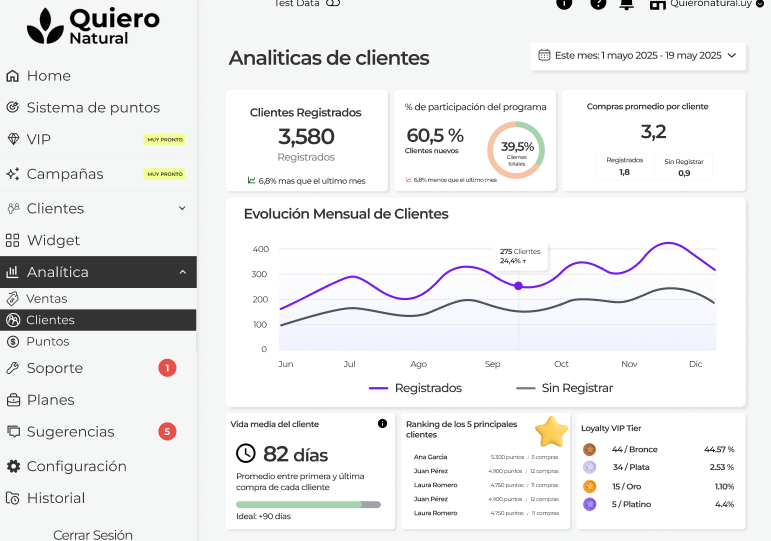 Quiero
Natural
Test Data
Quieronatural.uy
Home
Sistema de puntos
VIP
MUY PRONTO
Campañas
MUY PRONTO
Clientes
Widget
Analítica
Ventas
Clientes
Puntos
Soporte
1
Planes
Sugerencias
5
Configuración
Historial
Cerrar Sesión
Analiticas de clientes
Este mes: 1 mayo 2025 - 19 may 2025
Clientes Registrados
3,580
Registrados
6,8% mas que el ultimo mes
% de participación del programa
60,5 %
Clientes nuevos
39,5%
Clientes
totales
6,8% menos que el ultimo mes
Compras promedio por cliente
3,2
Registrados
1,8
Sin Registrar
0,9
Evolución Mensual de Clientes
400
300
200
100
0
275 Clientes
24,4% ↑
Jun Jul Ago Sep Oct Nov Dic
Registrados Sin Registrar
Vida media del cliente
82 días
Promedio entre primera y última
compra de cada clliente
Ideal: +90 días
Ranking de los 5 principales
clientes
Ana Garcia 5.300 puntos / 5 compras
Juan Pérez 4.900 puntos / 12 compras
Laura Romero 4.750 puntos / 11 compras
Juan Pérez 4.900 puntos / 12 compras
Laura Romero 4.750 puntos / 11 compras
Loyalty VIP Tier
44 / Bronce 44.57 %
34 / Plata 2.53 %
15 / Oro 1.10%
5 / Platino 4.4%